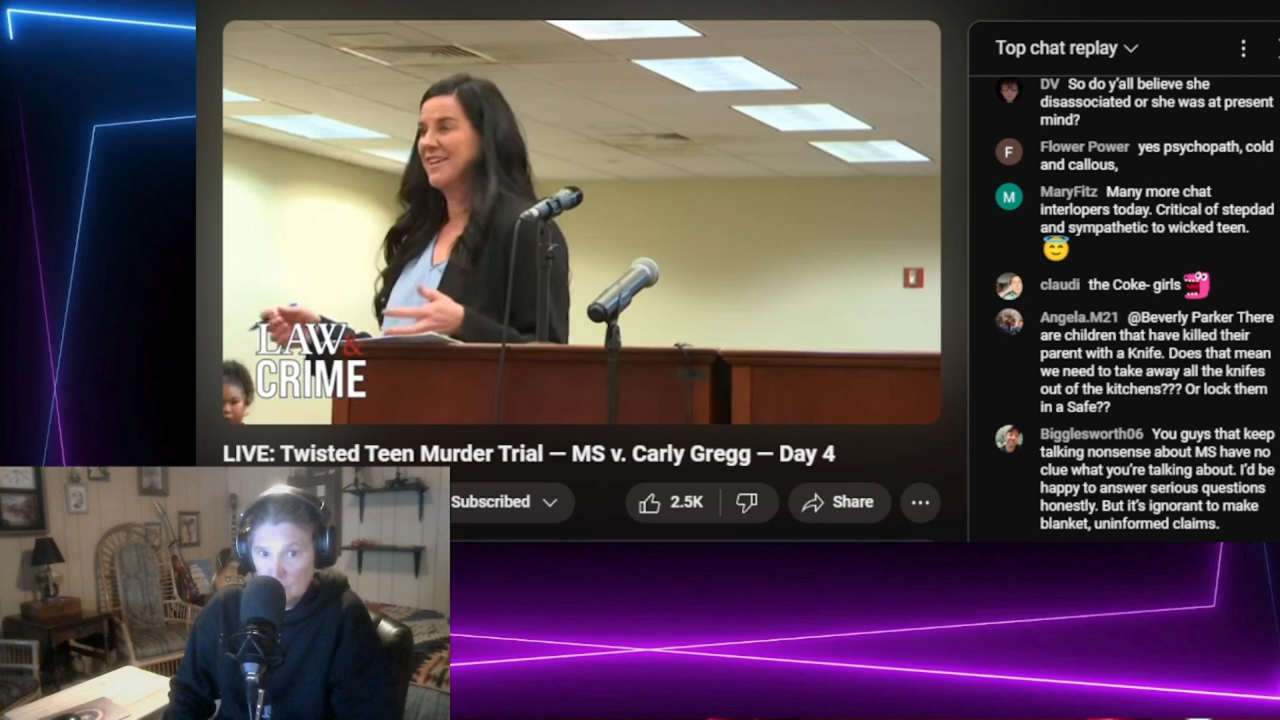 LAW&
CRIME
LIVE: Twisted Teen Murder Trial — MS v. Carly Gregg — Day 4
Subscribed
2.5K
Share
Top chat replay
DV So do y'all believe she
disassociated or she was at present
mind?
F
Flower Power yes psychopath, cold
and callous,
M
MaryFitz Many more chat
interlopers today. Critical of stepdad
and sympathetic to wicked teen.
claudi the Coke- girls
Angela.M21 @Beverly Parker There
are children that have killed their
parent with a Knife. Does that mean
we need to take away all the knifes
out of the kitchens??? Or lock them
in a Safe??
Bigglesworth06 You guys that keep
talking nonsense about MS have no
clue what you're talking about. I'd be
happy to answer serious questions
honestly. But it's ignorant to make
blanket, uninformed claims.